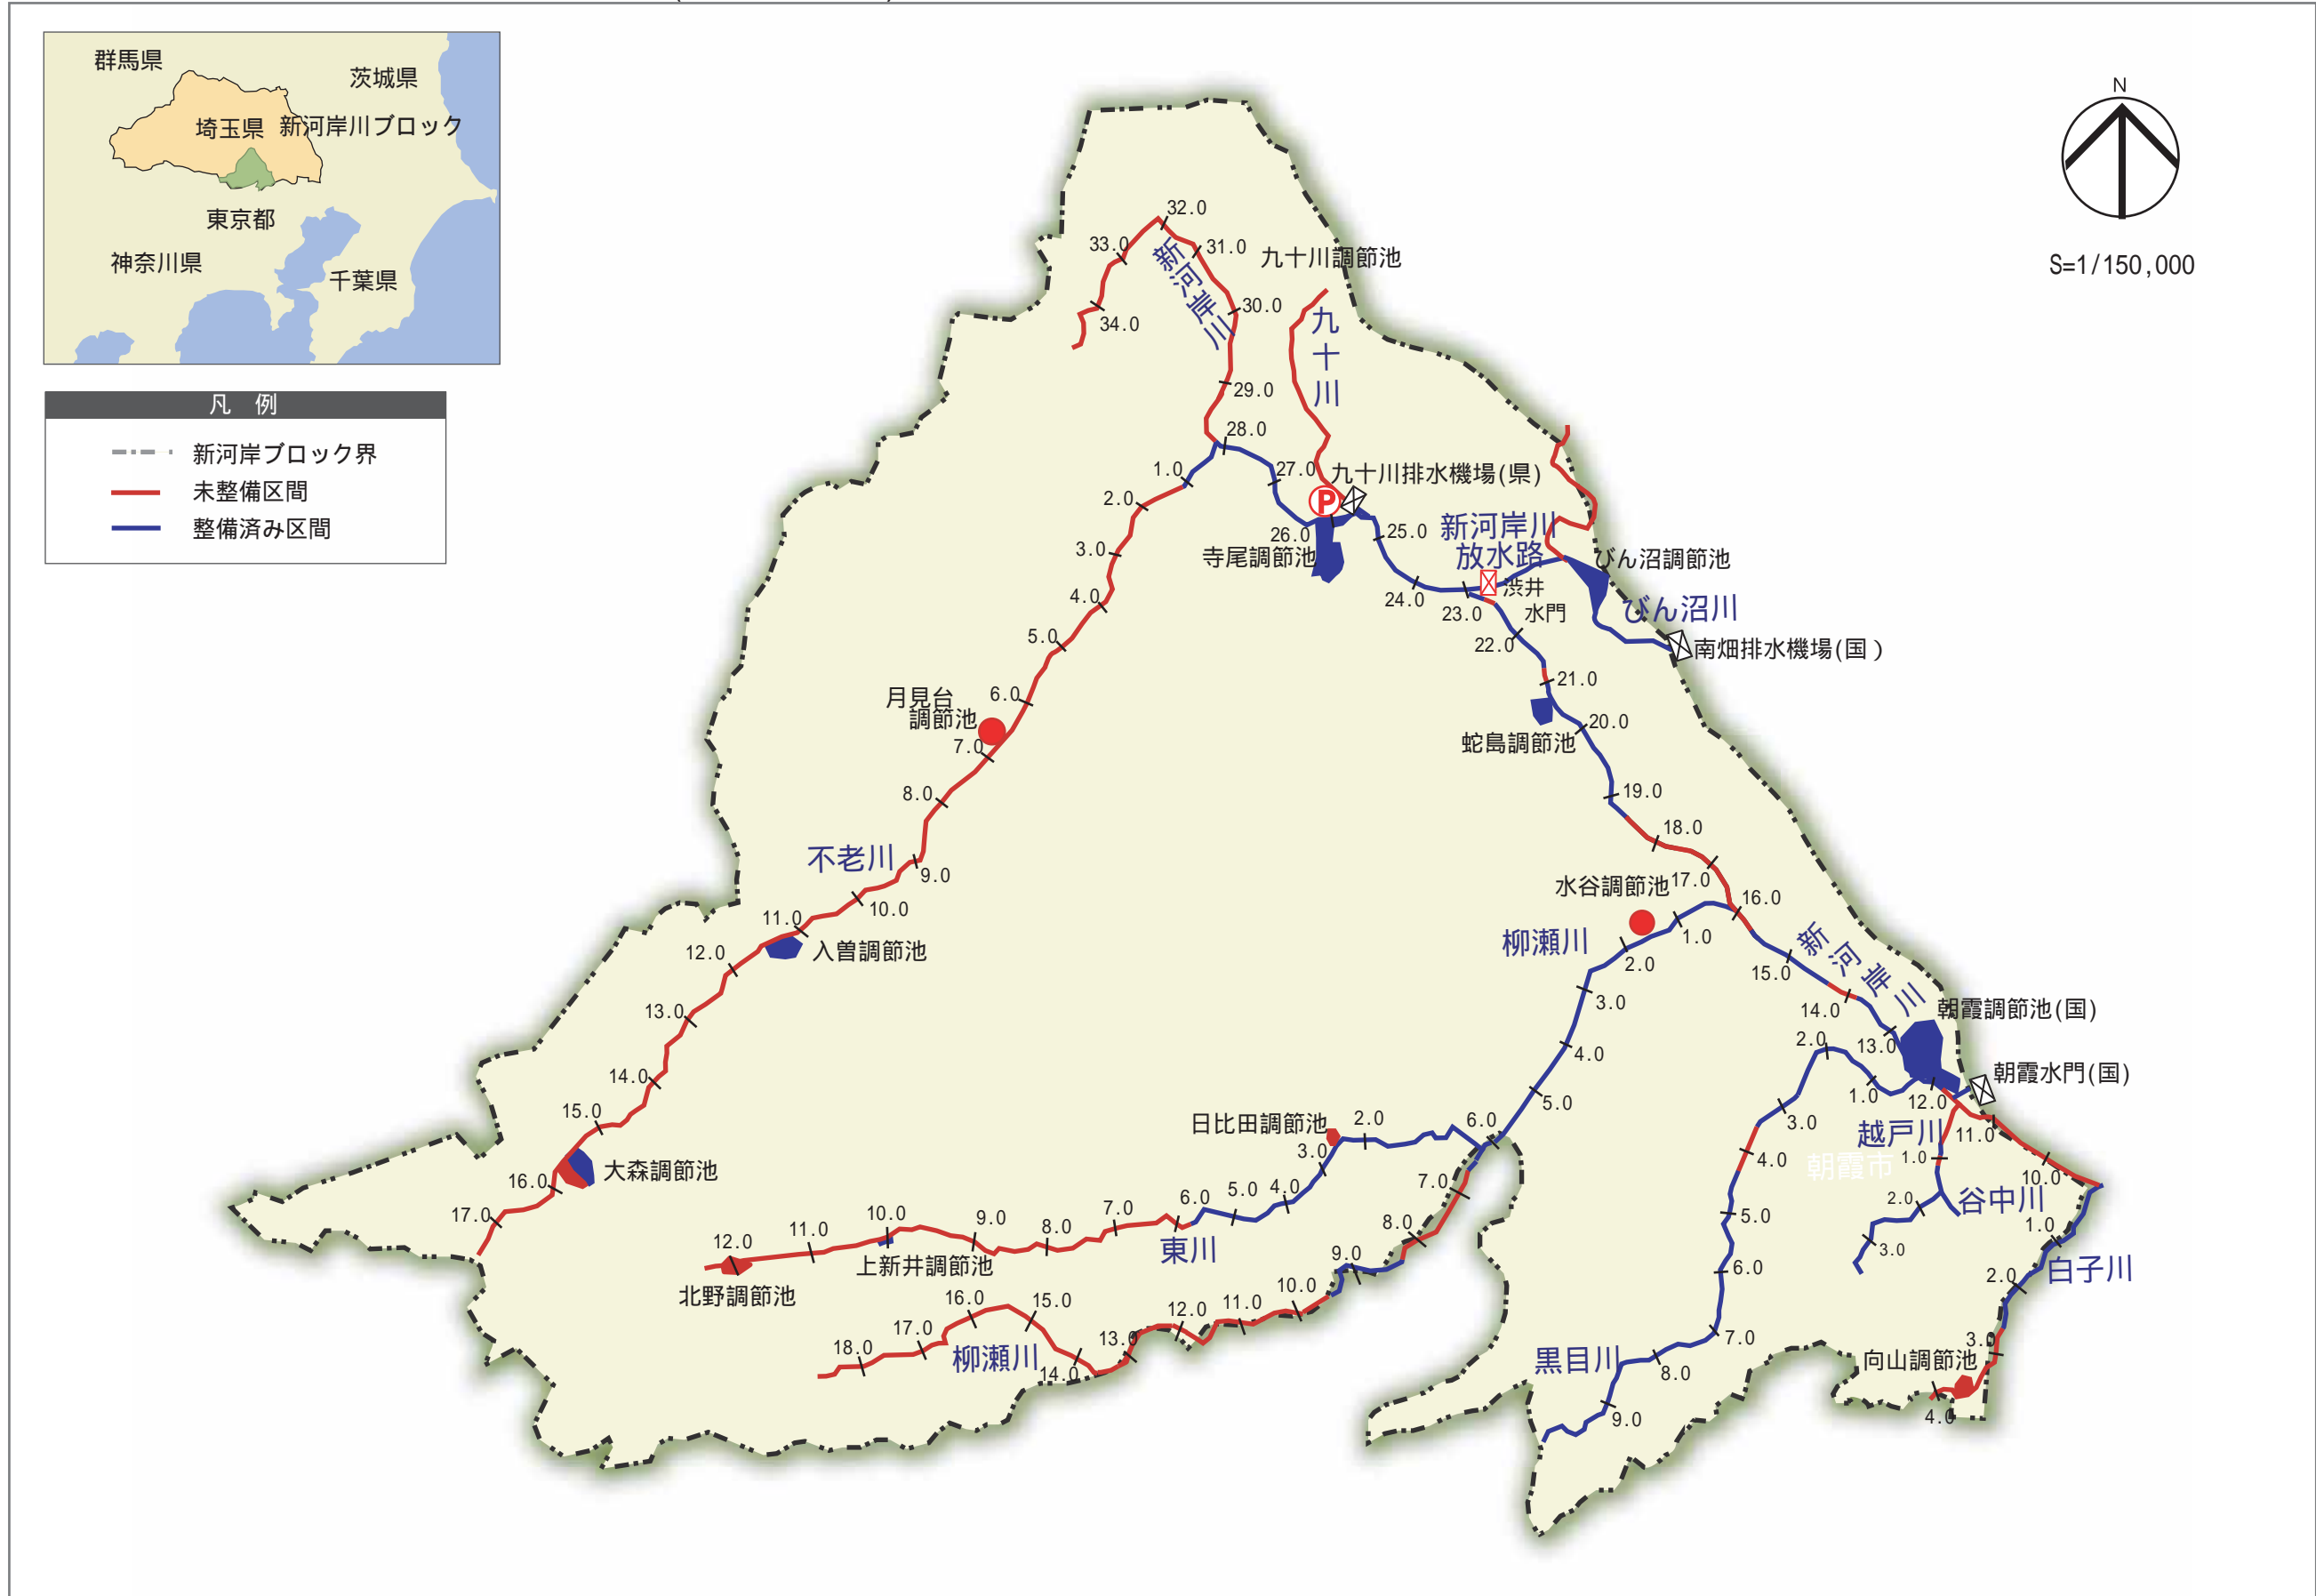 群馬県
茨城県
埼玉県
新河岸川ブロック
東京都
神奈川県
千葉県
凡 例
新河岸ブロック界
未整備区間
整備済み区間
N
S=1/150,000
32.0
33.0
31.0
新河岸川
九十川調節池
30.0
34.0
九十川
29.0
28.0
1.0
27.0
九十川排水機場(県)
2.0
P
26.0
25.0
新河岸川
放水路
3.0
寺尾調節池
びん沼調節池
4.0
24.0
23.0
渋井
水門
びん沼川
5.0
22.0
南畑排水機場(国)
21.0
6.0
月見台
調節池
20.0
7.0
蛇島調節池
8.0
19.0
18.0
不老川
9.0
17.0
水谷調節池
16.0
10.0
11.0
入曽調節池
1.0
柳瀬川
新河岸川
12.0
2.0
15.0
3.0
14.0
朝霞調節池(国)
13.0
13.0
2.0
4.0
朝霞水門(国)
14.0
1.0
12.0
5.0
15.0
日比田調節池
2.0
6.0
3.0
越戸川
11.0
3.0
4.0
朝霞市
1.0
大森調節池
16.0
7.0
10.0
17.0
10.0
9.0
8.0
7.0
6.0
5.0
4.0
5.0
2.0
谷中川
11.0
8.0
1.0
12.0
東川
3.0
上新井調節池
9.0
6.0
白子川
北野調節池
2.0
16.0
15.0
12.0
11.0
10.0
17.0
13.0
7.0
3.0
18.0
柳瀬川
14.0
黒目川
8.0
向山調節池
9.0
4.0